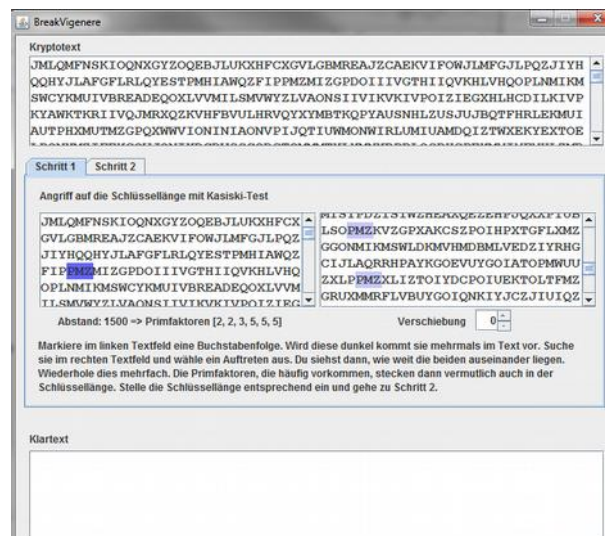 BreakVigenere
Kryptotext
JMLQMFNSKIOQNXGYZOQEBJLUKXHFCXGVLGBMREAJZCAEKVIFOWJLMFGJLPQZJIYH
QQHYJLAFGFLRLQYESTPMHIAWQZFIPPMZMIZGPDOIIIVGTHIIQVKHLVHQOPLNMIKM
SWCYKMUIVBREADEQOXLVVMILSMVWYZLVAONSIIVIKVKIVPOIZIEGXHLHCDILKIVP
KYAWKTKRIIVQJMRXQZKVHFBVULHRVQYXYMBTKQPYAUSNHLZUSJUJBQTFHRLEKMUI
AUTPHXMUTMZGPQXWWVIONINIAONVPIJQTIUWMONWIRLUMIUAMDQIZTWXEKYEXTOE
Schritt 1
Schritt 2
Angriff auf die Schlüssellänge mit Kasiski-Test
JMLQMFNSKIOQNXGYZOQEBJLUKXHFCX
GVLGBMREAJZCAEKVIFOWJLMFGJLPQZ
JIYHQQHYJLAFGFLRLQYESTPMHIAWQZ
FIPPMZMIZGPDOIIIVGTHIIQVKHLVHQ
OPLNMIKMSWCYKMUIVBREADEQOXLVVM
ILSMVWYZLVAONSIIVIKVKIVPOIZIEG
LSOPMZKVZGPXAKCSZPOIHPXTGFLXMZ
GGONMIKMSWLDKMVHMDBMLVEDZIYRHG
CIJLAQRRHPAYKGOEVUYGOIATOPMWUU
ZXLPPMZXLIZTOIYDCPOIUEKTOLTFMZ
GRUXMMRFLVBUYGOIQNKIYJCZJIUIQZ
Abstand: 1500 => Primfaktoren [2, 2, 3, 5, 5, 5]
Verschiebung
0
Markiere im linken Textfeld eine Buchstabenfolge. Wird diese dunkel kommt sie mehrmals im Text vor. Suche
sie im rechten Textfeld und wähle ein Auftreten aus. Du siehst dann, wie weit die beiden auseinander liegen.
Wiederhole dies mehrfach. Die Primfaktoren, die häufig vorkommen, stecken dann vermutlich auch in der
Schlüssellänge. Stelle die Schlüssellänge entsprechend ein und gehe zu Schritt 2.
Klartext